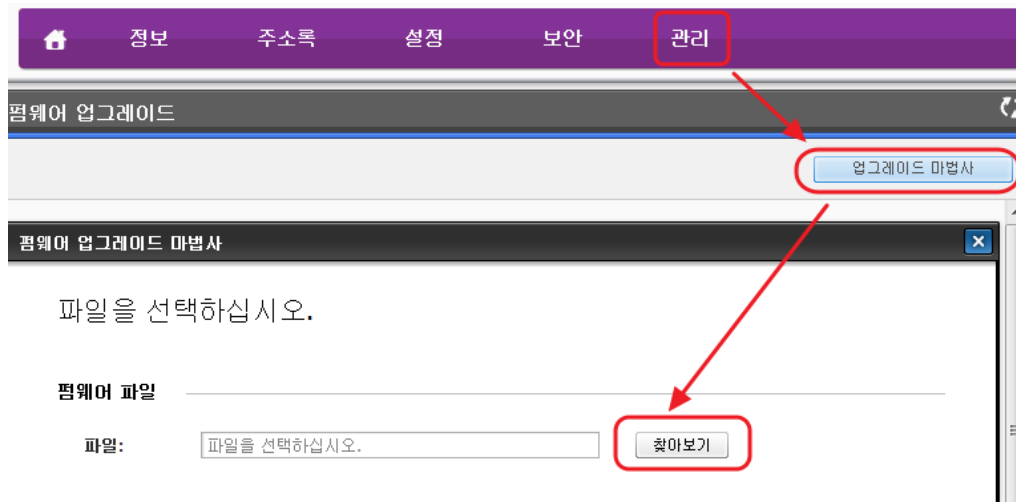 정보 주소록 설정 보안 관리
펌웨어 업그레이드
업그레이드 마법사
펌웨어 업그레이드 마법사
파일을 선택하십시오.
펌웨어 파일
파일: 파일을 선택하십시오. 찾아보기